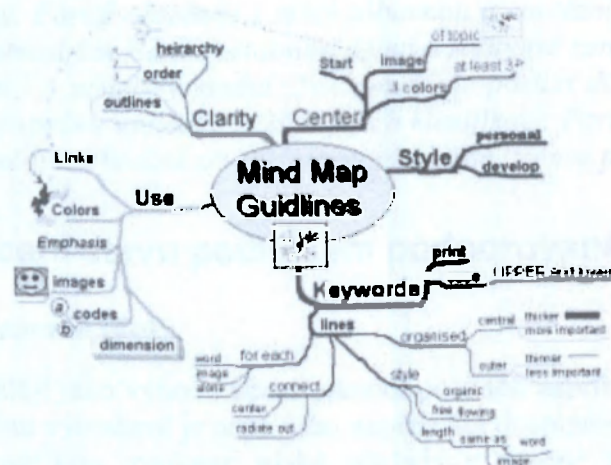 Mind Map
Guidlines
Center
Start
image
of topic
colors
at least 3
Style
personal
develop
Keywords
print
UPPER
lines
organised
central
thicker
more important
outer
thinner
less important
style
organic
free flowing
length
same as
word
image
connect
center
radiate out
for each
word
image
alone
Use
Links
Colors
Emphasis
images
codes
a
b
dimension
Clarity
heirarchy
order
outlines